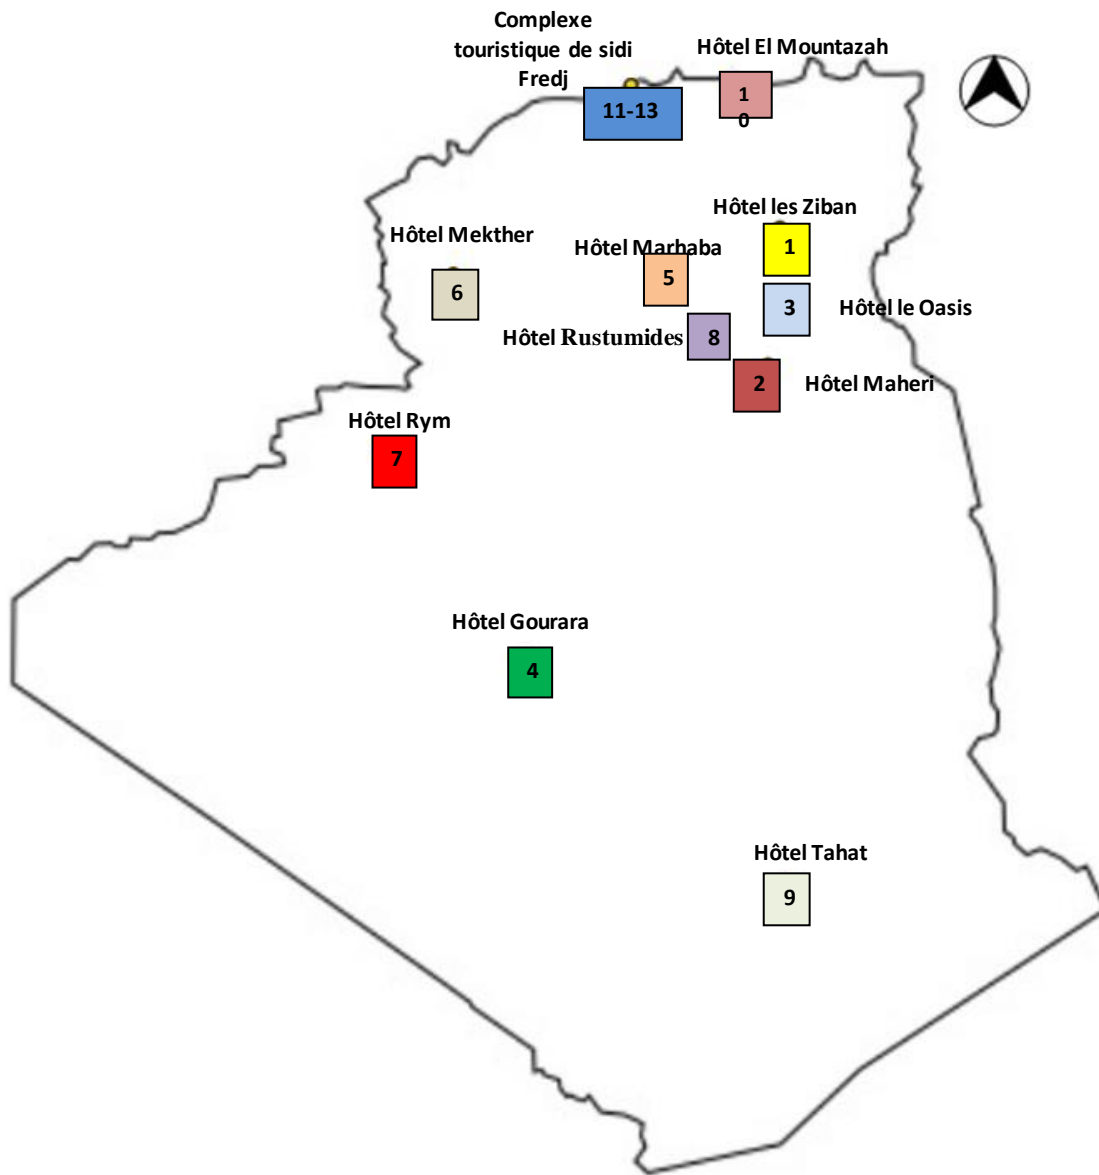 Complexe
touristique de sidi
Fredj
Hôtel El Mountazah
11-13
1
0
Hôtel les Ziban
1
Hôtel Mekther
6
Hôtel Marhaba
5
3
Hôtel le Oasis
Hôtel Rustumides
8
2
Hôtel Maheri
Hôtel Rym
7
Hôtel Gourara
4
Hôtel Tahat
9